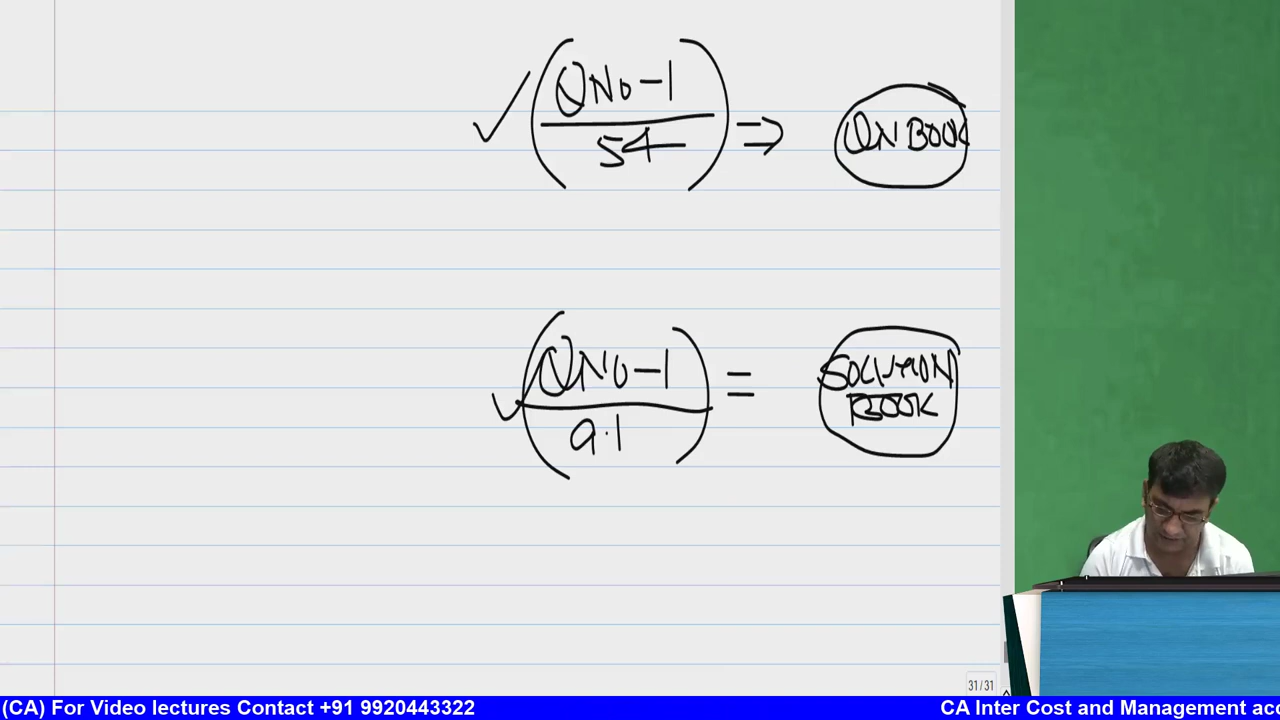 QNo-1
54
⇒ QN BOOK
QNo-1
9.1
= SOLUTION
BOOK
31/31
(CA) For Video lectures Contact +91 9920443322
CA Inter Cost and Management acc